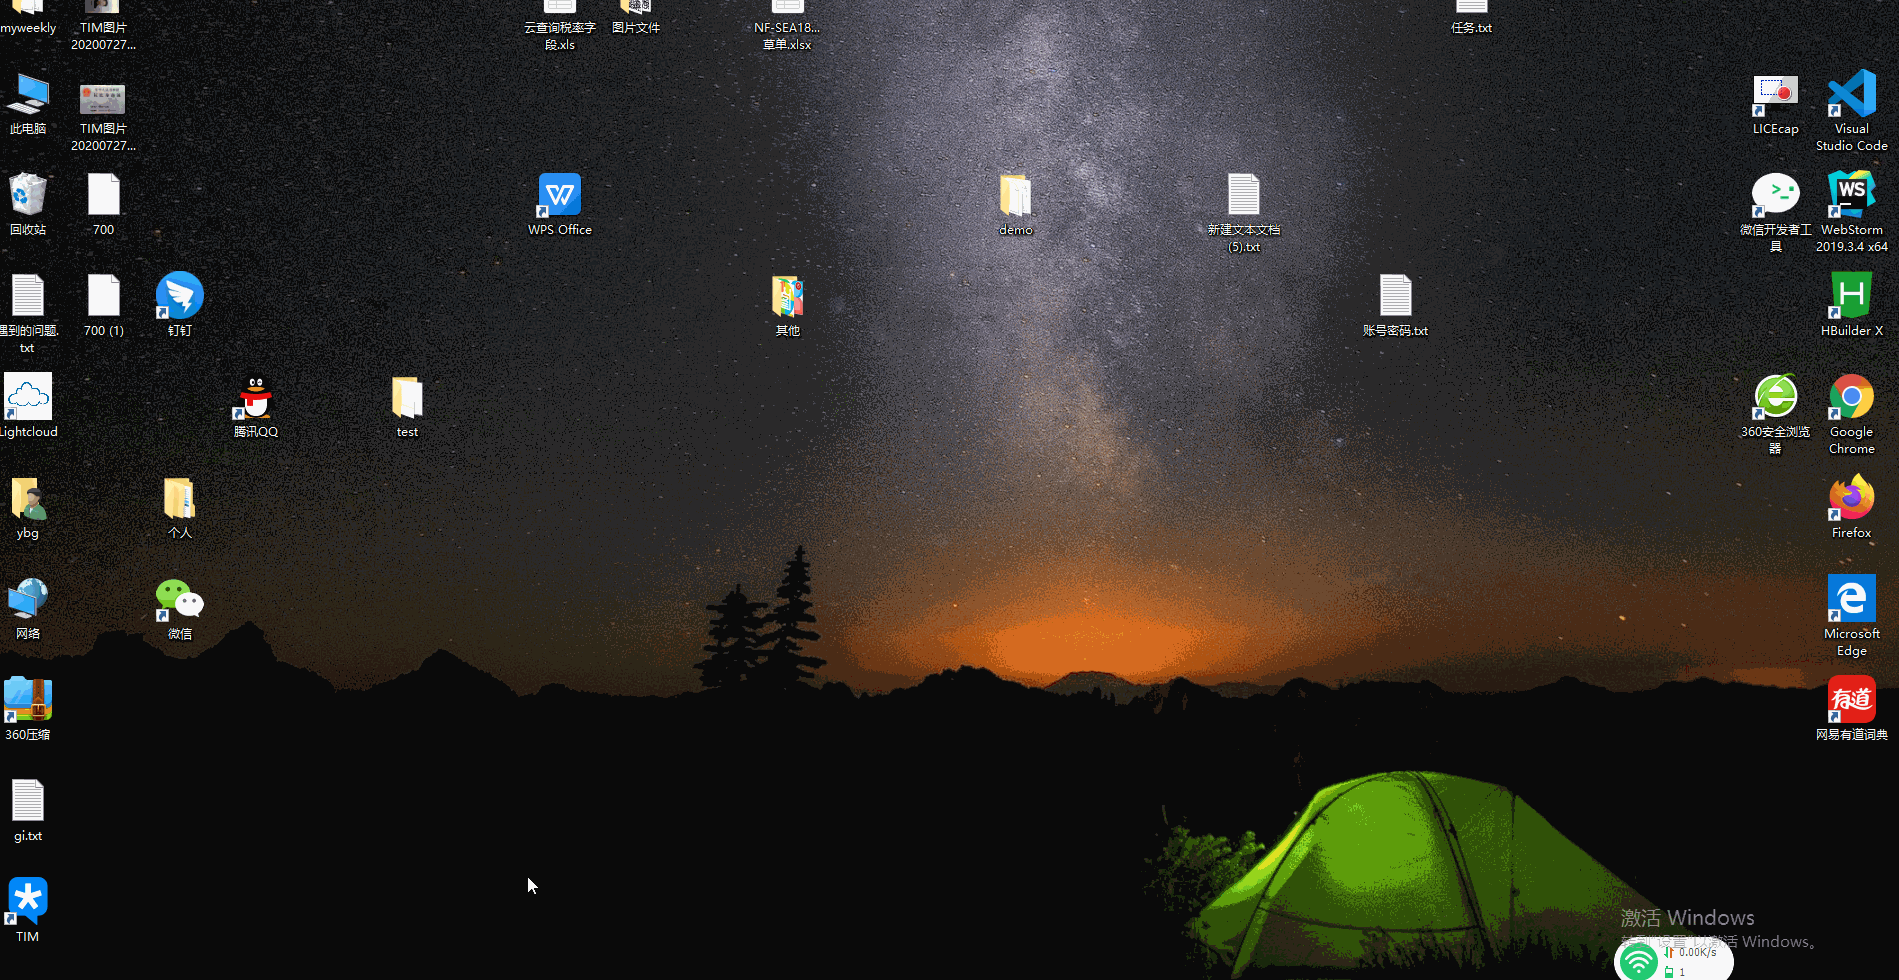 myweekly
TIM图片
20200727...
云查询税率字
段.xls
图片文件
NF-SEA18...
草单.xlsx
任务.txt
此电脑
TIM图片
20200727...
LICEcap
Visual
Studio Code
回收站
700
WPS Office
demo
新建文本文档
(5).txt
微信开发者工
具
WS
WebStorm
2019.3.4 x64
遇到的问题.
txt
700 (1)
钉钉
其他
账号密码.txt
H
HBuilder X
Lightcloud
腾讯QQ
test
360安全浏览
器
Google
Chrome
ybg
个人
Firefox
网络
微信
Microsoft
Edge
360压缩
有道
网易有道词典
gi.txt
TIM
激活 Windows
转到"设置"以激活 Windows。
0.00K/s
1